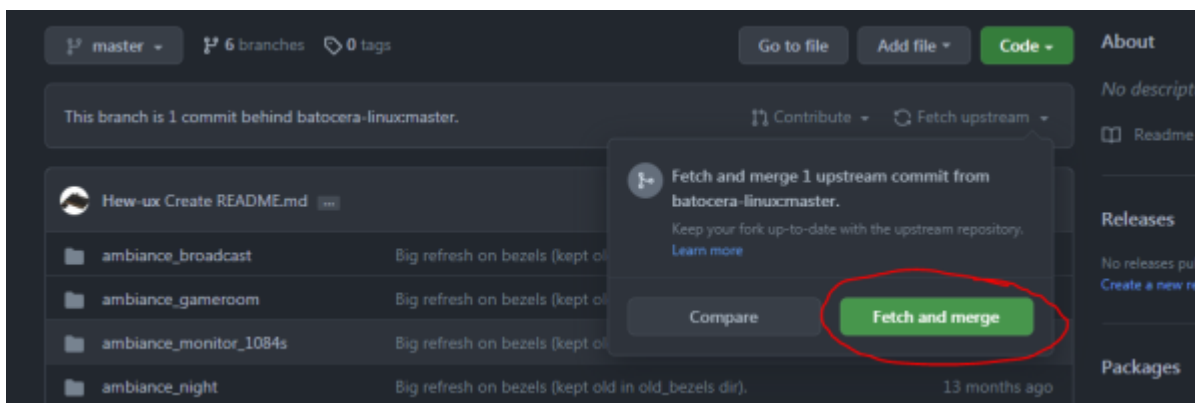 master
6 branches
0 tags
Go to file
Add file
Code
About
This branch is 1 commit behind batocera-linux:master.
Contribute
Fetch upstream
No descript
Readme
Fetch and merge 1 upstream commit from
batocera-linux:master.
Keep your fork up-to-date with the upstream repository.
Learn more
Compare
Fetch and merge
Hew-ux Create README.md ...
ambiance_broadcast Big refresh on bezels (kept ol
ambiance_gameroom Big refresh on bezels (kept ol
ambiance_monitor_1084s Big refresh on bezels (kept ol
ambiance_night Big refresh on bezels (kept old in old_bezels dir). 13 months ago
Releases
No releases pu
Create a new re
Packages